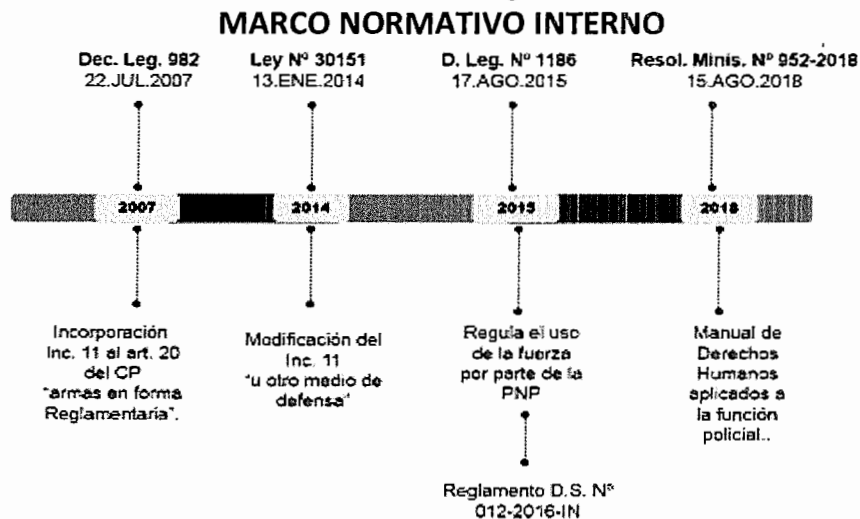 MARCO NORMATIVO INTERNO
Dec. Leg. 982
22.JUL.2007
Ley Nº 30151
13.ENE.2014
D. Leg. Nº 1186
17.AGO.2015
Resol. Minis. Nº 952-2018
15.AGO.2018
2007
2014
2015
2018
Incorporación
Inc. 11 al art. 20
del CP
"armas en forma
Reglamentaria".
Modificación del
Inc. 11
"u otro medio de
defensa"
Regula el uso
de la fuerza
por parte de la
PNP
Manual de
Derechos
Humanos
aplicados a
la función
policial..
Reglamento D.S. Nº
012-2016-IN